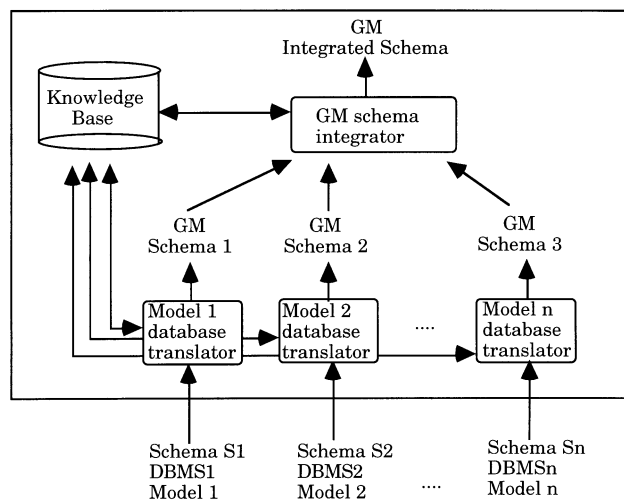 GM
Integrated Schema
Knowledge
Base
GM schema
integrator
GM
Schema 1
GM
Schema 2
GM
Schema 3
Model 1
database
translator
Model 2
database
translator
....
Model n
database
translator
Schema S1
DBMS1
Model 1
Schema S2
DBMS2
Model 2
....
Schema Sn
DBMSn
Model n